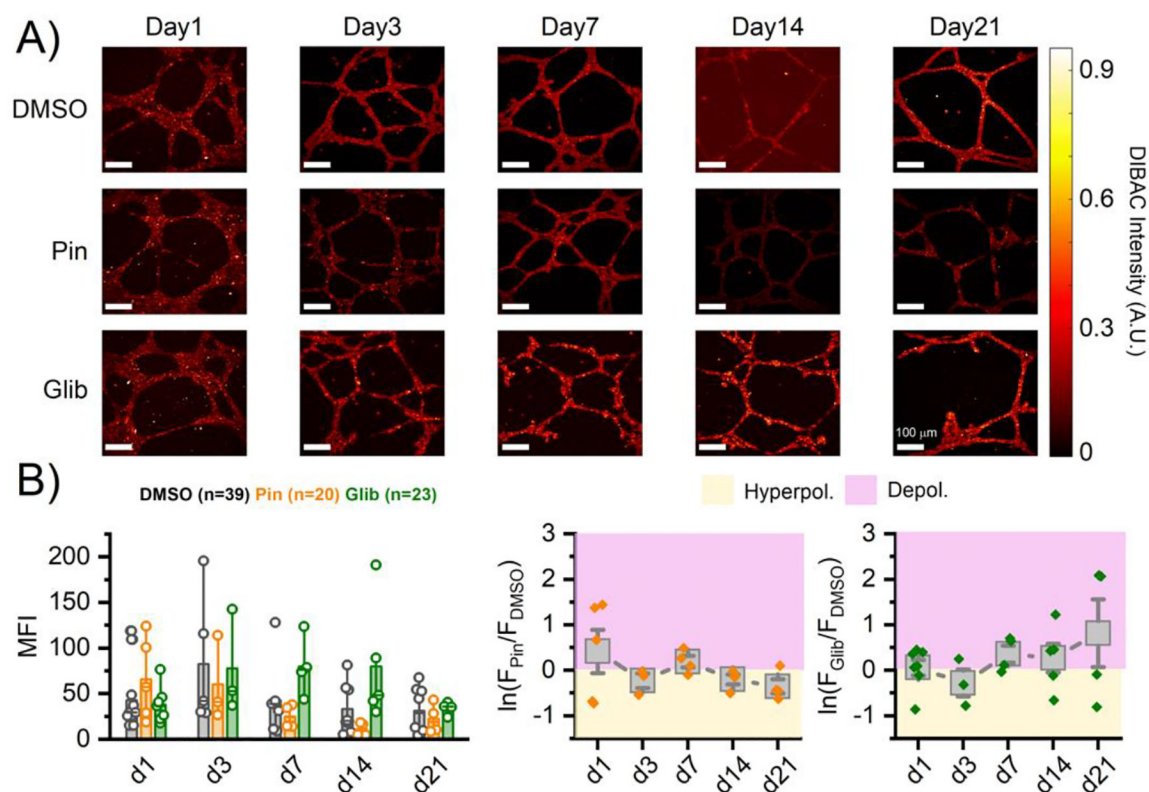 A)
Day1 Day3 Day7 Day14 Day21
DMSO
Pin
Glib
100 μm
0.9
0.6
0.3
0
DIBAC Intensity (A.U.)
B)
DMSO (n=39) Pin (n=20) Glib (n=23)
Hyperpol. Depol.
MFI
200
150
100
50
0
d1 d3 d7 d14 d21
ln(FPin/FDMSO)
3
2
1
0
-1
d1 d3 d7 d14 d21
ln(FGlib/FDMSO)
3
2
1
0
-1
d1 d3 d7 d14 d21